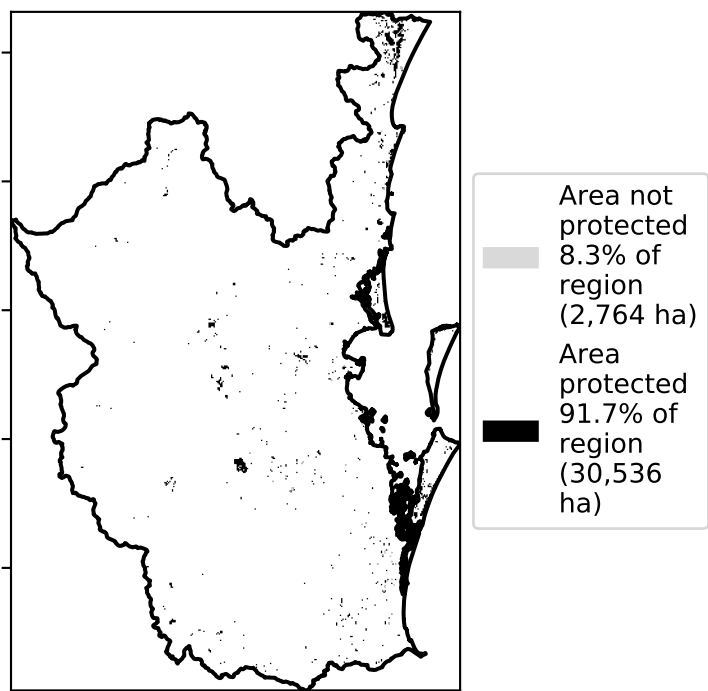 Area not
protected
8.3% of
region
(2,764 ha)
Area
protected
91.7% of
region
(30,536
ha)